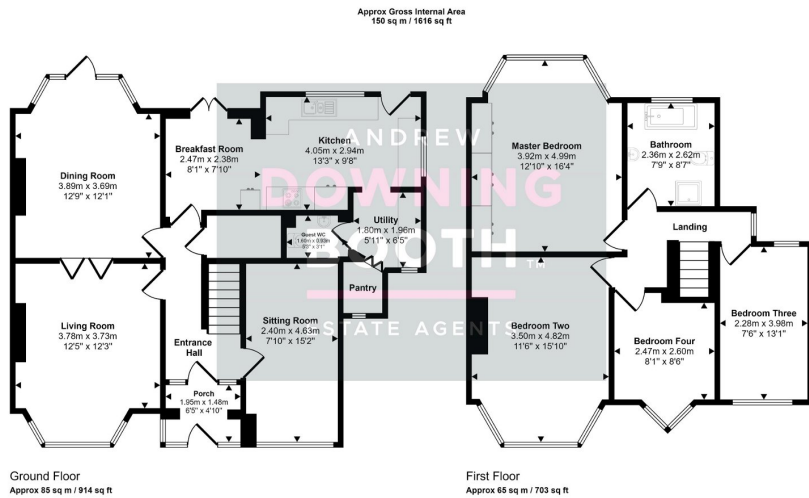 Approx Gross Internal Area
150 sq m / 1616 sq ft
Dining Room
3.89m x 3.69m
12'9" x 12'1"
Breakfast Room
2.47m x 2.38m
8'1" x 7'10"
Kitchen
4.05m x 2.94m
13'3" x 9'8"
Utility
1.80m x 1.96m
5'11" x 6'5"
Guest WC
Pantry
Living Room
3.78m x 3.73m
12'5" x 12'3"
Entrance
Hall
Sitting Room
2.40m x 4.63m
7'10" x 15'2"
Porch
1.95m x 1.48m
6'5" x 4'10"
Ground Floor
Approx 85 sq m / 914 sq ft
Master Bedroom
3.92m x 4.99m
12'10" x 16'4"
Bathroom
2.36m x 2.62m
7'9" x 8'7"
Landing
Bedroom Two
3.50m x 4.82m
11'6" x 15'10"
Bedroom Four
2.47m x 2.60m
8'1" x 8'6"
Bedroom Three
2.28m x 3.98m
7'6" x 13'1"
First Floor
Approx 65 sq m / 703 sq ft
ANDREW
DOWNING
BOOTH™
ESTATE AGENTS